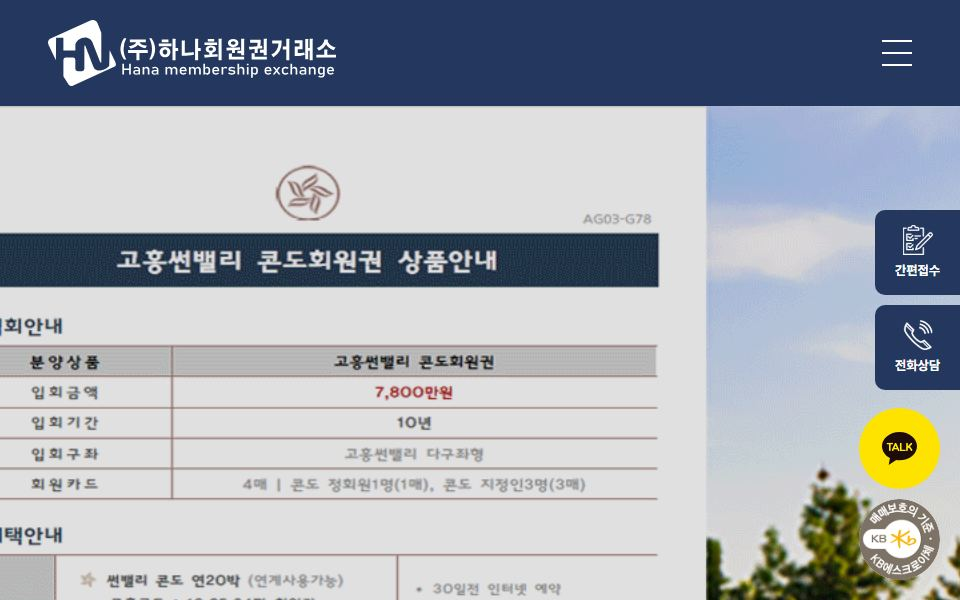 HN (주)하나회원권거래소
Hana membership exchange
AG03-G78
고흥썬밸리 콘도회원권 상품안내
회안내
분양상품 고흥썬밸리 콘도회원권
입회금액 7,800만원
입회기간 10년
입회구좌 고흥썬밸리 다구좌형
회원카드 4매 | 콘도 정회원1명(1매), 콘도 지정인3명(3매)
택안내
썬밸리 콘도 연20박 (연계사용가능)
• 30일전 인터넷 예약
간편접수
전화상담
TALK
매매보호의 기준 ·
KB Kb
KB에스크로이체